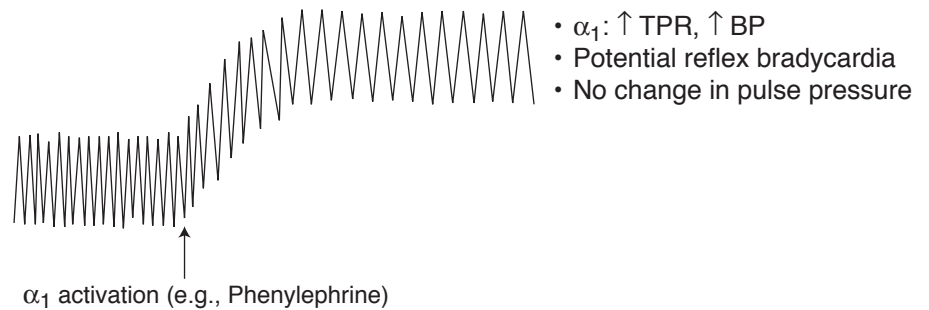 • α₁: ↑ TPR, ↑ BP
• Potential reflex bradycardia
• No change in pulse pressure
α₁ activation (e.g., Phenylephrine)